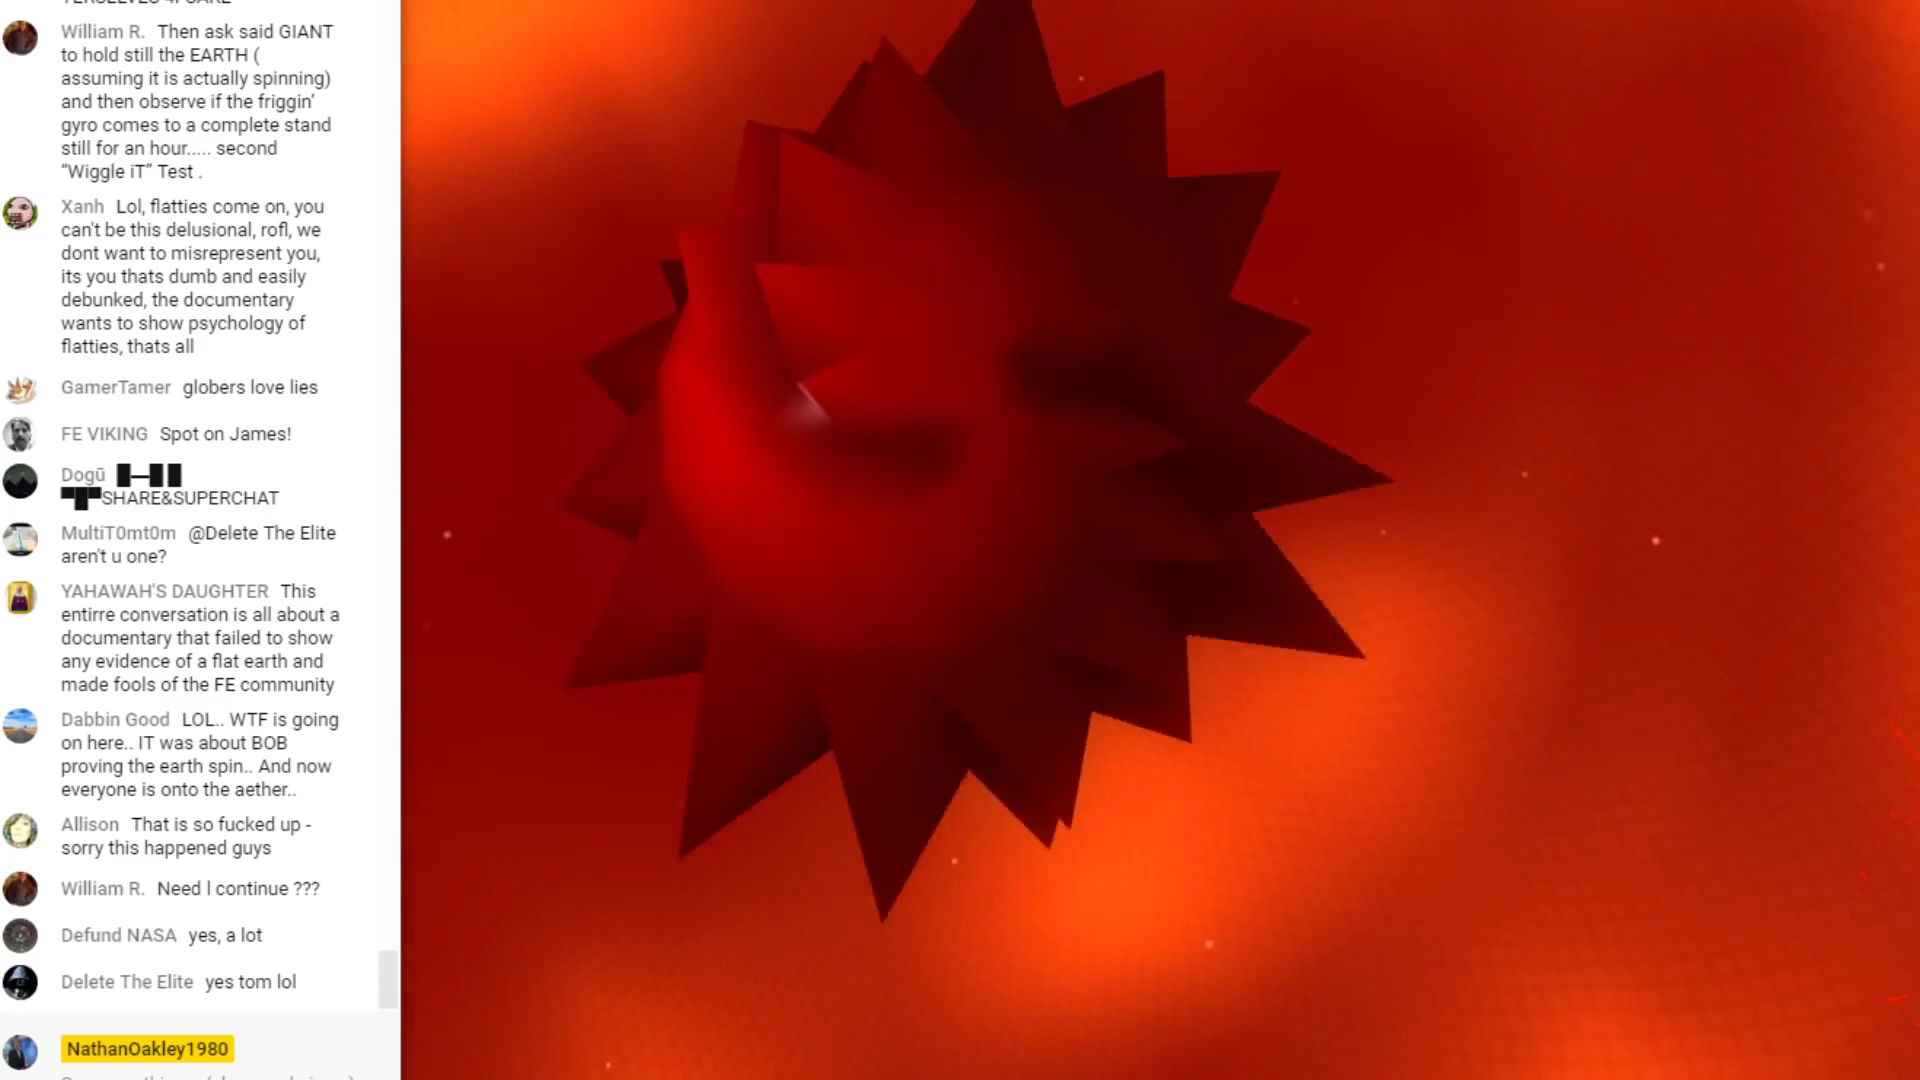 William R. Then ask said GIANT
to hold still the EARTH (
assuming it is actually spinning)
and then observe if the friggin’
gyro comes to a complete stand
still for an hour..... second
“Wiggle iT” Test .
Xanh Lol, flatties come on, you
can't be this delusional, rofl, we
dont want to misrepresent you,
its you thats dumb and easily
debunked, the documentary
wants to show psychology of
flatties, thats all
GamerTamer globers love lies
FE VIKING Spot on James!
Dogū
SHARE&SUPERCHAT
MultiT0mt0m @Delete The Elite
aren't u one?
YAHAWAH'S DAUGHTER This
entirre conversation is all about a
documentary that failed to show
any evidence of a flat earth and
made fools of the FE community
Dabbin Good LOL.. WTF is going
on here.. IT was about BOB
proving the earth spin.. And now
everyone is onto the aether..
Allison That is so fucked up -
sorry this happened guys
William R. Need I continue ???
Defund NASA yes, a lot
Delete The Elite yes tom lol
NathanOakley1980